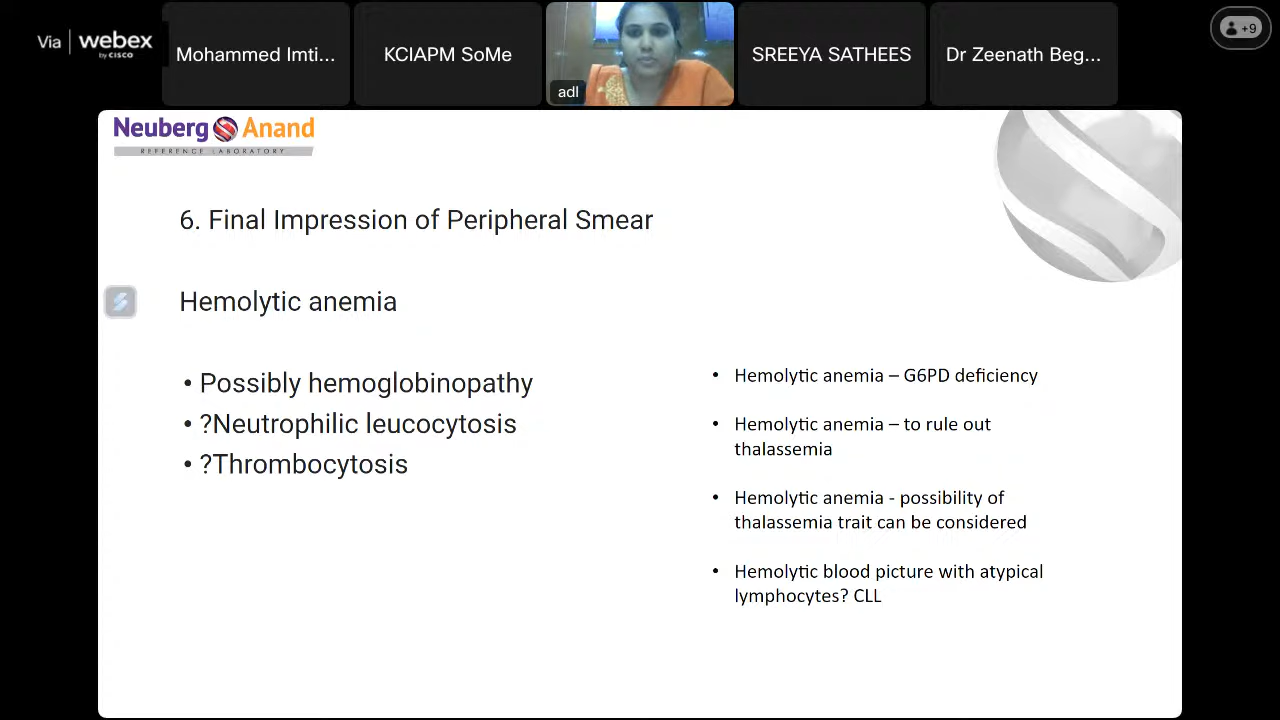 Via webex
by CISCO
Mohammed Imti...
KCIAPM SoMe
adl
SREEYA SATHEES
Dr Zeenath Beg...
+9
Neuberg Anand
REFERENCE LABORATORY
6. Final Impression of Peripheral Smear
Hemolytic anemia
• Possibly hemoglobinopathy
• ?Neutrophilic leucocytosis
• ?Thrombocytosis
• Hemolytic anemia – G6PD deficiency
• Hemolytic anemia – to rule out
thalassemia
• Hemolytic anemia - possibility of
thalassemia trait can be considered
• Hemolytic blood picture with atypical
lymphocytes? CLL